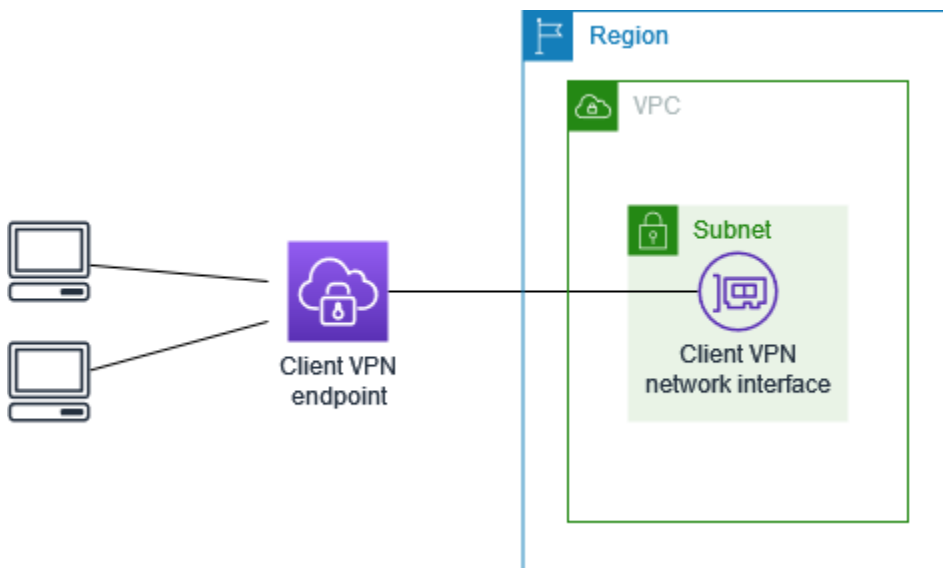 Region
VPC
Subnet
Client VPN
endpoint
Client VPN
network interface